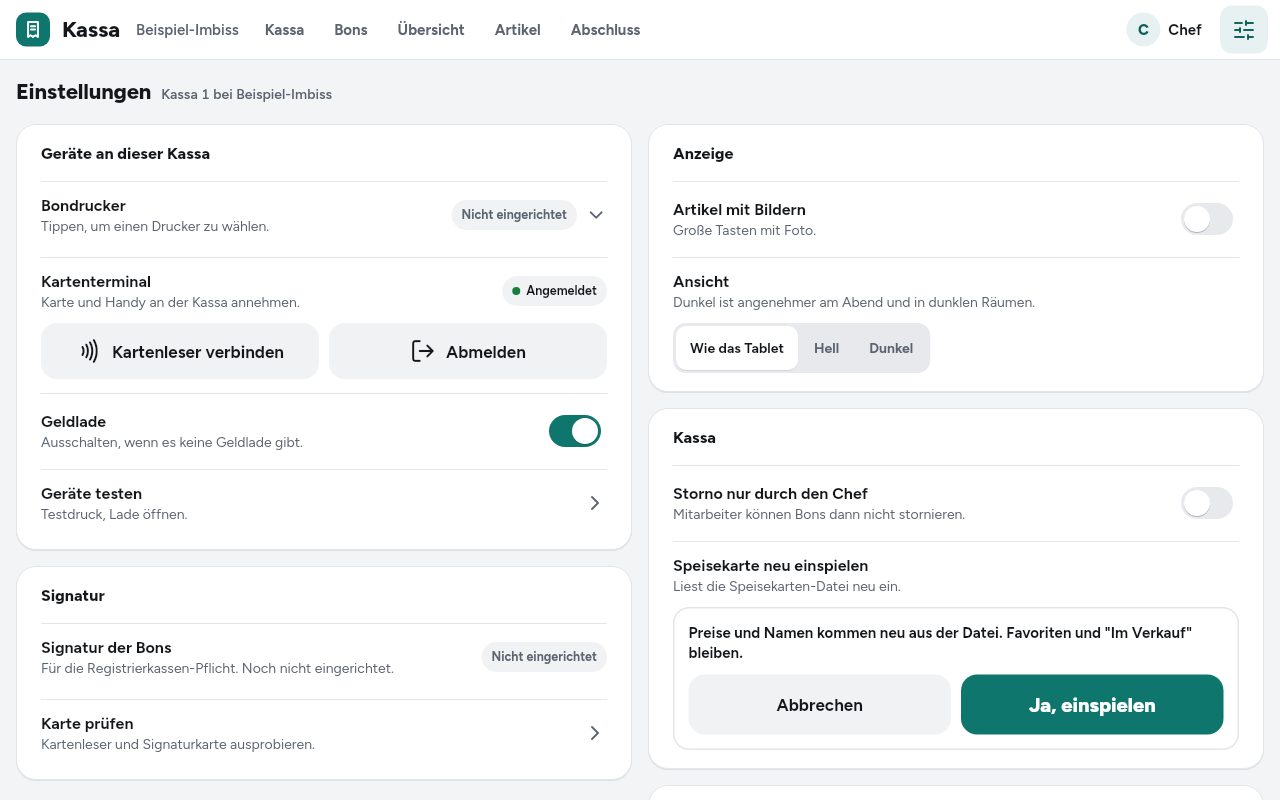 Kassa Beispiel-Imbiss Kassa Bons Übersicht Artikel Abschluss C Chef
Einstellungen Kassa 1 bei Beispiel-Imbiss
Geräte an dieser Kassa
Bondrucker
Tippen, um einen Drucker zu wählen.
Nicht eingerichtet
Kartenterminal
Karte und Handy an der Kassa annehmen.
Angemeldet
Kartenleser verbinden
Abmelden
Geldlade
Ausschalten, wenn es keine Geldlade gibt.
Geräte testen
Testdruck, Lade öffnen.
Signatur
Signatur der Bons
Für die Registrierkassen-Pflicht. Noch nicht eingerichtet.
Nicht eingerichtet
Karte prüfen
Kartenleser und Signaturkarte ausprobieren.
Anzeige
Artikel mit Bildern
Große Tasten mit Foto.
Ansicht
Dunkel ist angenehmer am Abend und in dunklen Räumen.
Wie das Tablet Hell Dunkel
Kassa
Storno nur durch den Chef
Mitarbeiter können Bons dann nicht stornieren.
Speisekarte neu einspielen
Liest die Speisekarten-Datei neu ein.
Preise und Namen kommen neu aus der Datei. Favoriten und "Im Verkauf"
bleiben.
Abbrechen
Ja, einspielen